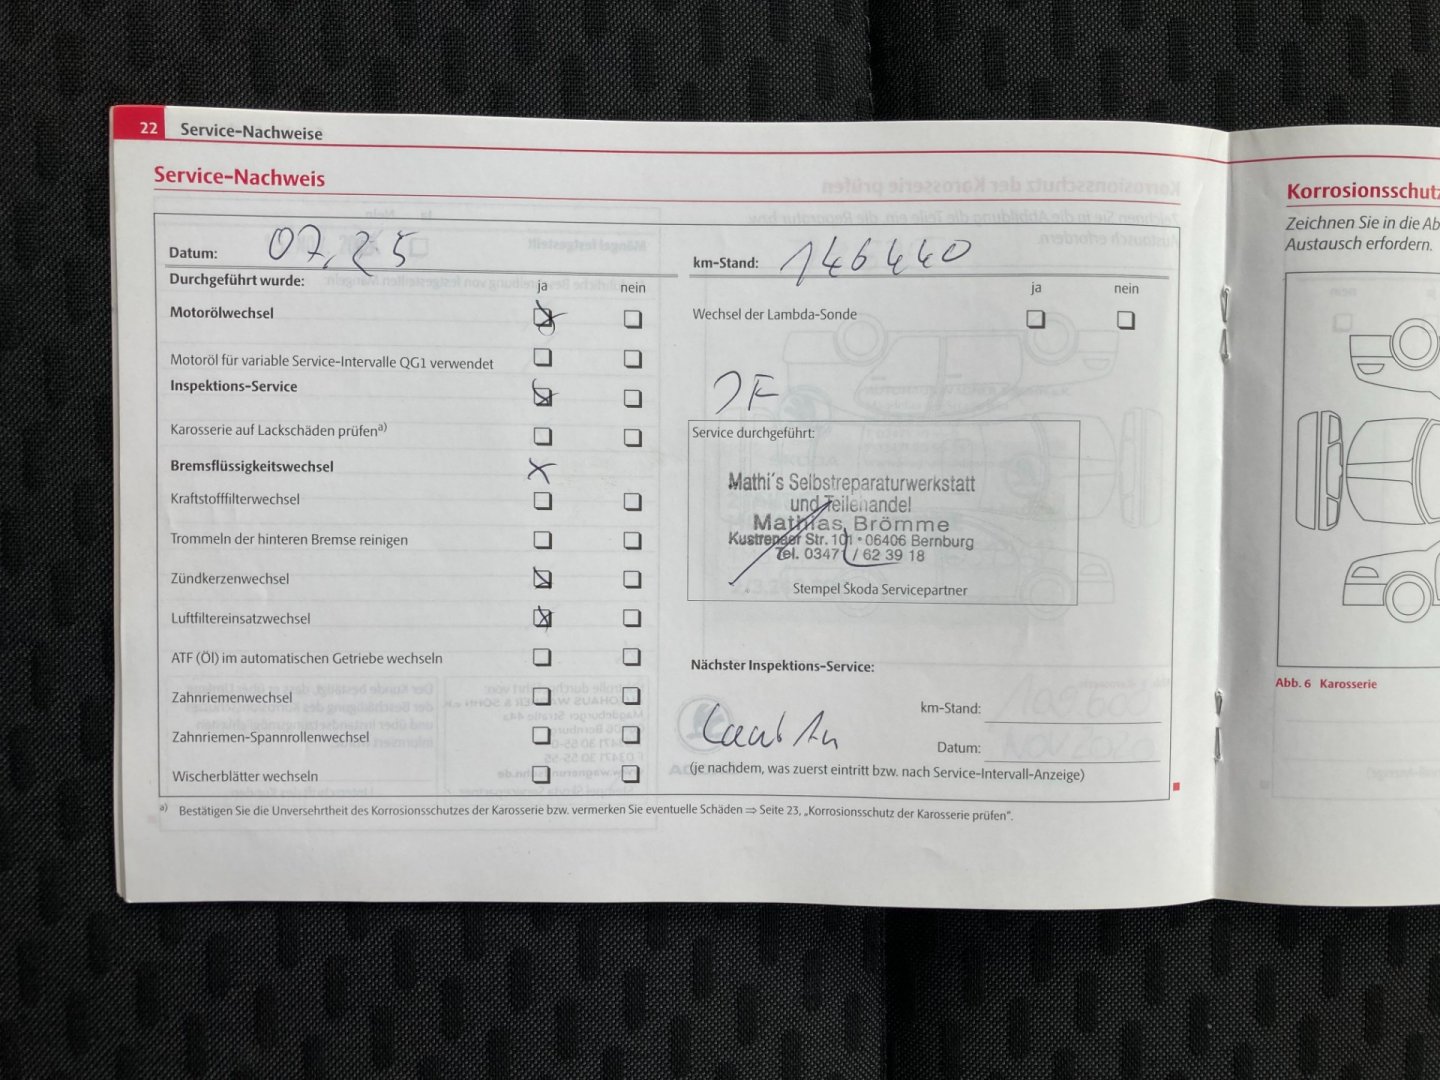 22 Service-Nachweise
Service-Nachweis
Datum: 07.25
km-Stand: 146440
Durchgeführt wurde:
ja nein
ja nein
Motorölwechsel
Wechsel der Lambda-Sonde
Motoröl für variable Service-Intervalle QG1 verwendet
Inspektions-Service
Karosserie auf Lackschäden prüfen a)
Bremsflüssigkeitswechsel
Kraftstofffilterwechsel
Trommeln der hinteren Bremse reinigen
Zündkerzenwechsel
Luftfiltereinsatzwechsel
ATF (Öl) im automatischen Getriebe wechseln
Zahnriemenwechsel
Zahnriemen-Spannrollenwechsel
Wischerblätter wechseln
Service durchgeführt:
Mathi´s Selbstreparaturwerkstatt
und Teilehandel
Mathias Brömme
Kustrenaer Str. 101 • 06406 Bernburg
Tel. 03471 / 62 39 18
Stempel Škoda Servicepartner
Nächster Inspektions-Service:
km-Stand:
Datum:
(je nachdem, was zuerst eintritt bzw. nach Service-Intervall-Anzeige)
a) Bestätigen Sie die Unversehrtheit des Korrosionsschutzes der Karosserie bzw. vermerken Sie eventuelle Schäden ⇒ Seite 23, „Korrosionsschutz der Karosserie prüfen“.
Korrosionsschutz
Zeichnen Sie in die Ab
Austausch erfordern.
Abb. 6 Karosserie